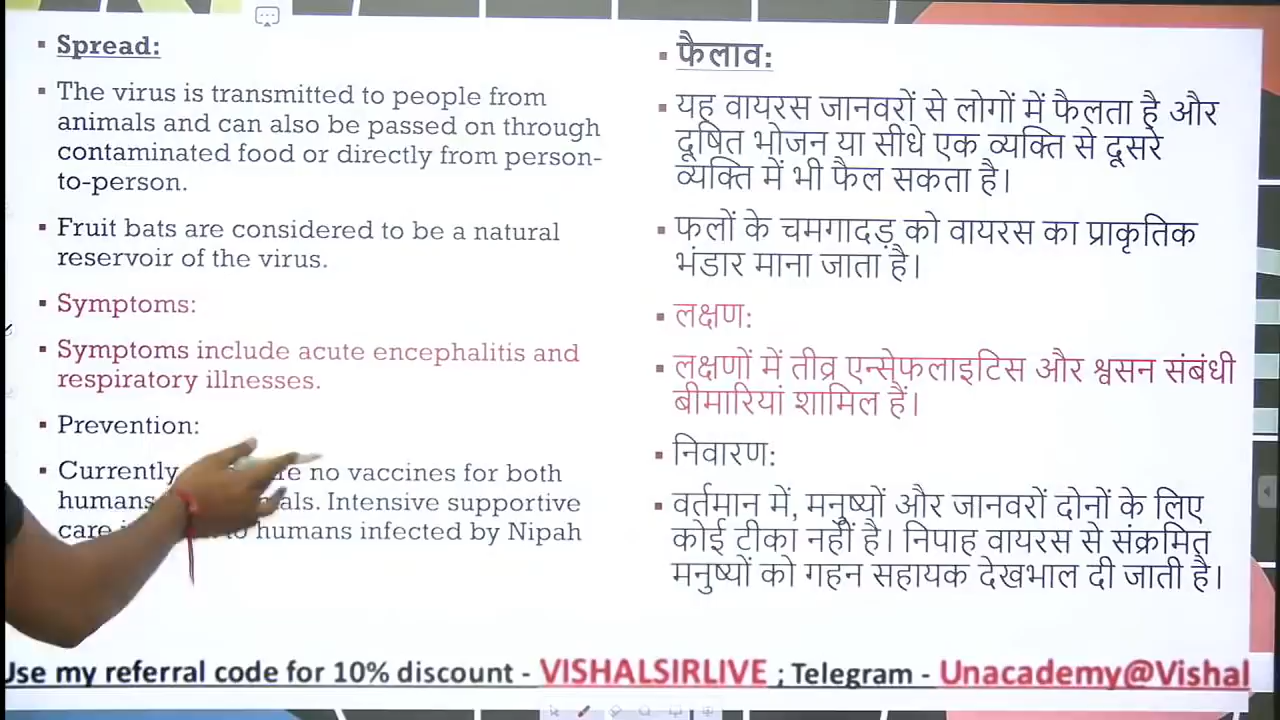 ▪ Spread:
▪ The virus is transmitted to people from
animals and can also be passed on through
contaminated food or directly from person-
to-person.
▪ Fruit bats are considered to be a natural
reservoir of the virus.
▪ Symptoms:
▪ Symptoms include acute encephalitis and
respiratory illnesses.
▪ Prevention:
▪ Currently no vaccines for both
humans Intensive supportive
care humans infected by Nipah
▪ फैलाव:
▪ यह वायरस जानवरों से लोगों में फैलता है और
दूषित भोजन या सीधे एक व्यक्ति से दूसरे
व्यक्ति में भी फैल सकता है।
▪ फलों के चमगादड़ को वायरस का प्राकृतिक
भंडार माना जाता है।
▪ लक्षण:
▪ लक्षणों में तीव्र एन्सेफलाइटिस और श्वसन संबंधी
बीमारियां शामिल हैं।
▪ निवारण:
▪ वर्तमान में, मनुष्यों और जानवरों दोनों के लिए
कोई टीका नहीं है। निपाह वायरस से संक्रमित
मनुष्यों को गहन सहायक देखभाल दी जाती है।
Use my referral code for 10% discount - VISHALSIRLIVE ; Telegram - Unacademy@Vishal